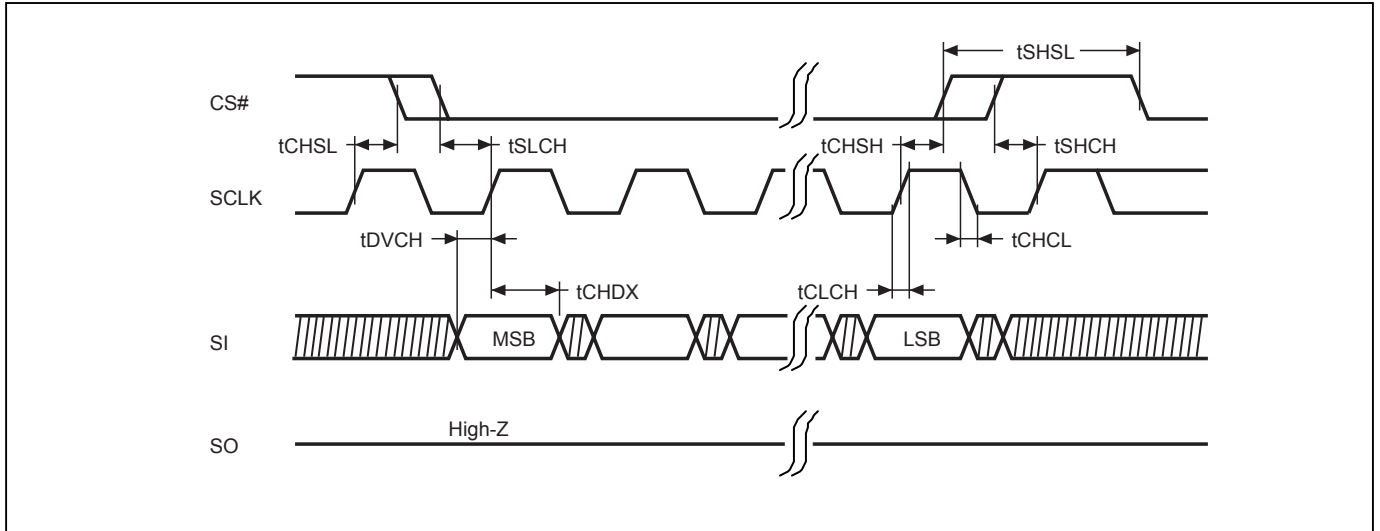 tSHSL
CS#
tCHSL
tSLCH
tCHSH
tSHCH
SCLK
tDVCH
tCHCL
tCHDX
tCLCH
SI
MSB
LSB
High-Z
SO